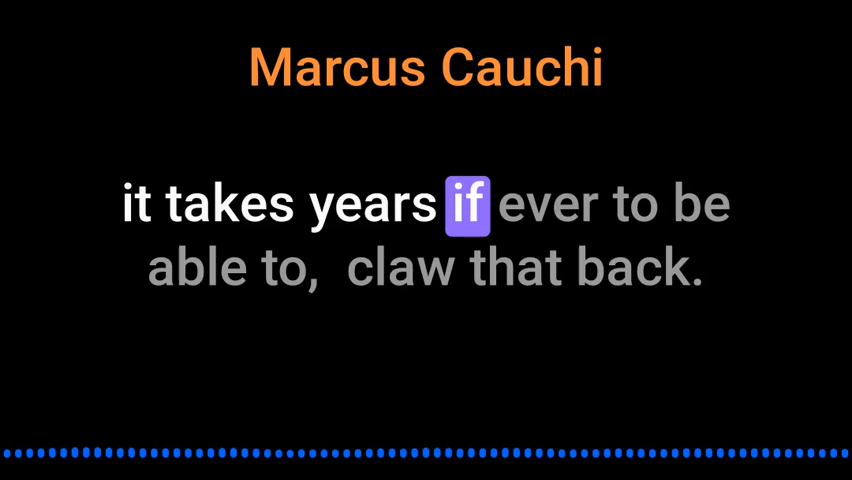 Marcus Cauchi
it takes years if ever to be
able to,  claw that back.